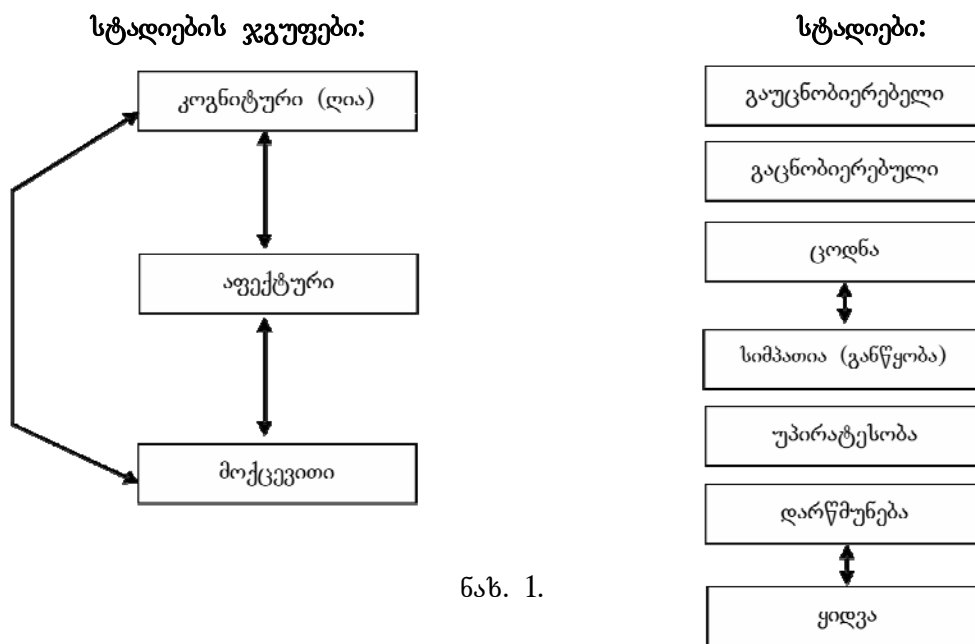 სტადიების ჯგუფები:
კოგნიტური (ღია)
აფექტური
მოქცევითი
სტადიები:
გაუცნობიერებელი
გაცნობიერებული
ცოდნა
სიმპათია (განწყობა)
უპირატესობა
დარწმუნება
ყიდვა
ნახ. 1.